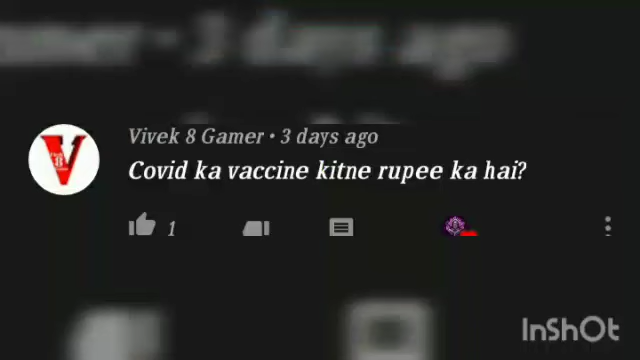 Vivek 8 Gamer • 3 days ago
Covid ka vaccine kitne rupee ka hai?
1
InShOt